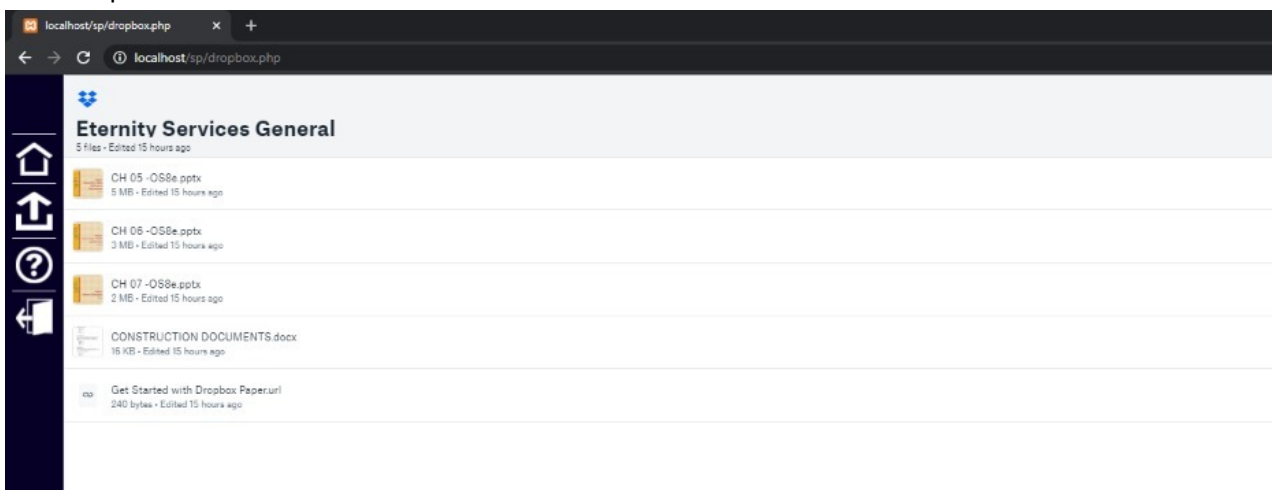 localhost/sp/dropbox.php
localhost/sp/dropbox.php
Eternity Services General
5 files • Edited 15 hours ago
CH 05 -OS8e.pptx
5 MB • Edited 15 hours ago
CH 06 -OS8e.pptx
3 MB • Edited 15 hours ago
CH 07 -OS8e.pptx
2 MB • Edited 15 hours ago
CONSTRUCTION DOCUMENTS.docx
16 KB • Edited 15 hours ago
Get Started with Dropbox Paper.url
240 bytes • Edited 15 hours ago